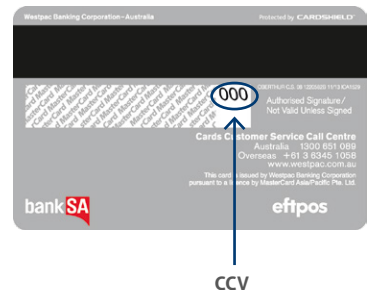 Westpac Banking Corporation - Australia
Protected by CARDSHIELD®
000
Authorised Signature/
Not Valid Unless Signed
Cards Customer Service Call Centre
Australia 1300 651 089
Overseas +61 3 8345 1058
www.westpac.com.au
This card is issued by Westpac Banking Corporation
pursuant to a licence by MasterCard Asia/Pacific Pte. Ltd.
bankSA
eftpos
CCV